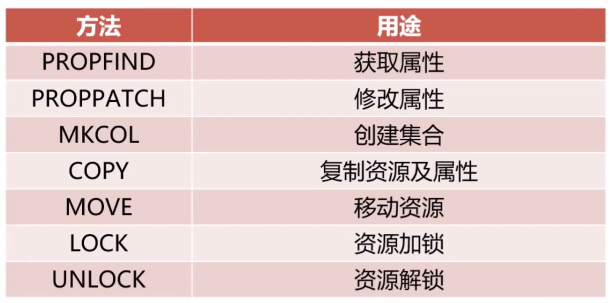 方法 用途
PROPFIND 获取属性
PROPPATCH 修改属性
MKCOL 创建集合
COPY 复制资源及属性
MOVE 移动资源
LOCK 资源加锁
UNLOCK 资源解锁